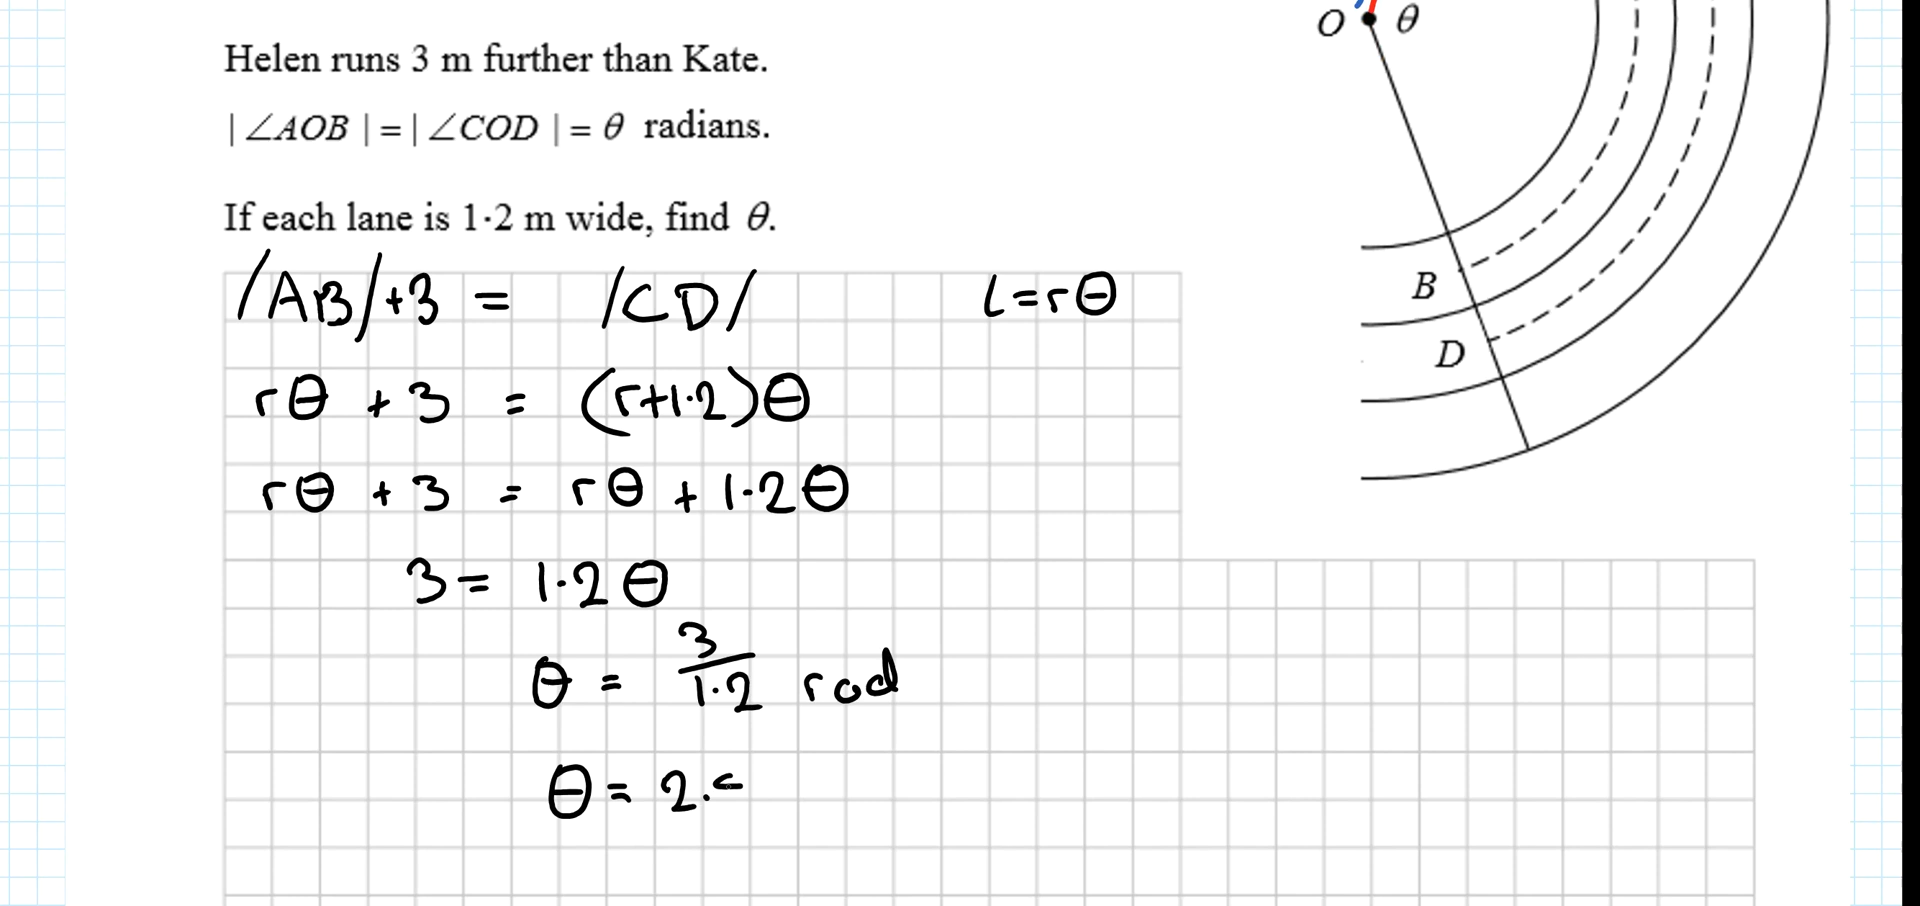 Helen runs 3 m further than Kate.
|∠AOB| = |∠COD| = θ radians.
If each lane is 1·2 m wide, find θ.
O θ
B
D
/AB/+3 = /CD/
L=rθ
rθ + 3 = (r+1·2)θ
rθ + 3 = rθ + 1·2θ
3 = 1·2θ
θ = 3/1·2 rad
θ = 2.